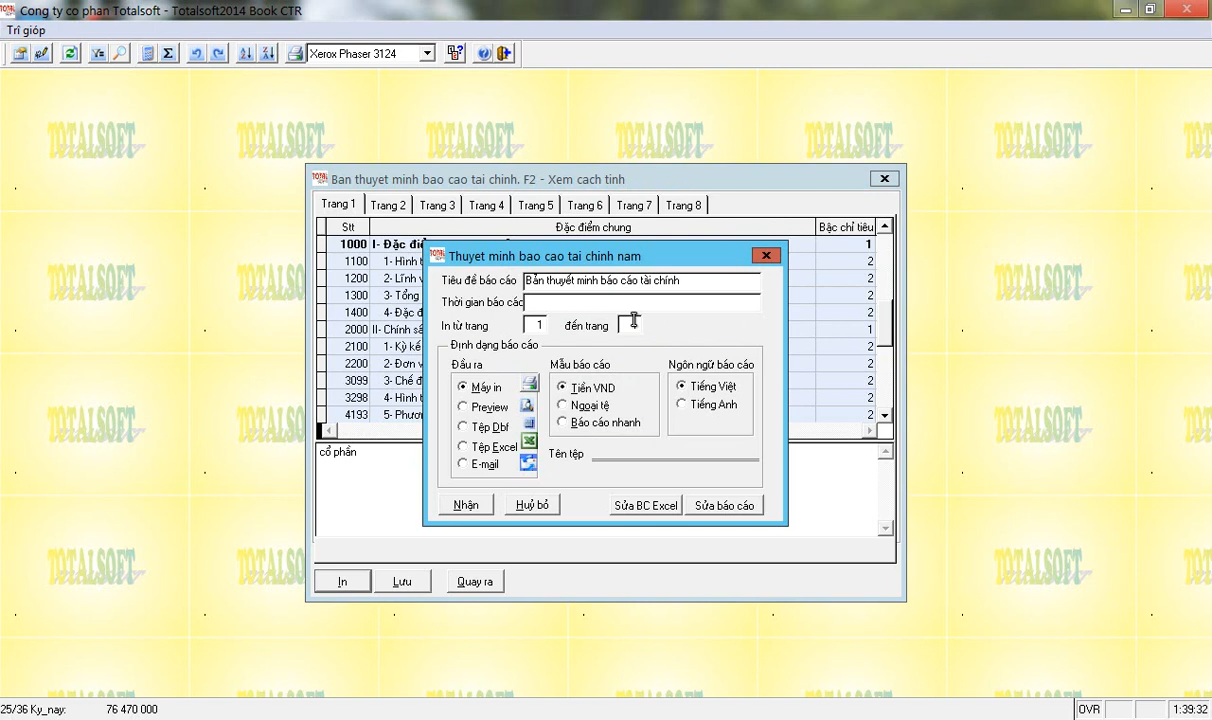 Cong ty co phan Totalsoft - Totalsoft2014 Book CTR
Trî gióp
Xerox Phaser 3124
TOTALSOFT
Ban thuyet minh bao cao tai chinh. F2 - Xem cach tinh
Trang 1 Trang 2 Trang 3 Trang 4 Trang 5 Trang 6 Trang 7 Trang 8
Stt Đặc điểm chung Bậc chỉ tiêu
1000 I- Đặc đi 1
1100 1- Hình t 2
1200 2- Lĩnh v 2
1300 3- Tổng 2
1400 4- Đặc đ 2
2000 II- Chính sá 1
2100 1- Kỳ kế 2
2200 2- Đơn v 2
3099 3- Chế đ 2
3298 4- Hình t 2
4193 5- Phươ 2
cổ phần
In Lưu Quay ra
Thuyet minh bao cao tai chinh nam
Tiêu đề báo cáo Bản thuyết minh báo cáo tài chính
Thời gian báo cáo
In từ trang 1 đến trang
Định dạng báo cáo
Đầu ra Mẫu báo cáo Ngôn ngữ báo cáo
Máy in Tiền VND Tiếng Việt
Preview Ngoại tệ Tiếng Anh
Tệp Dbf Báo cáo nhanh
Tệp Excel
E-mail Tên tệp
Nhận Huỷ bỏ Sửa BC Excel Sửa báo cáo
25/36 Ky_nay: 76 470 000 OVR 1:39:32